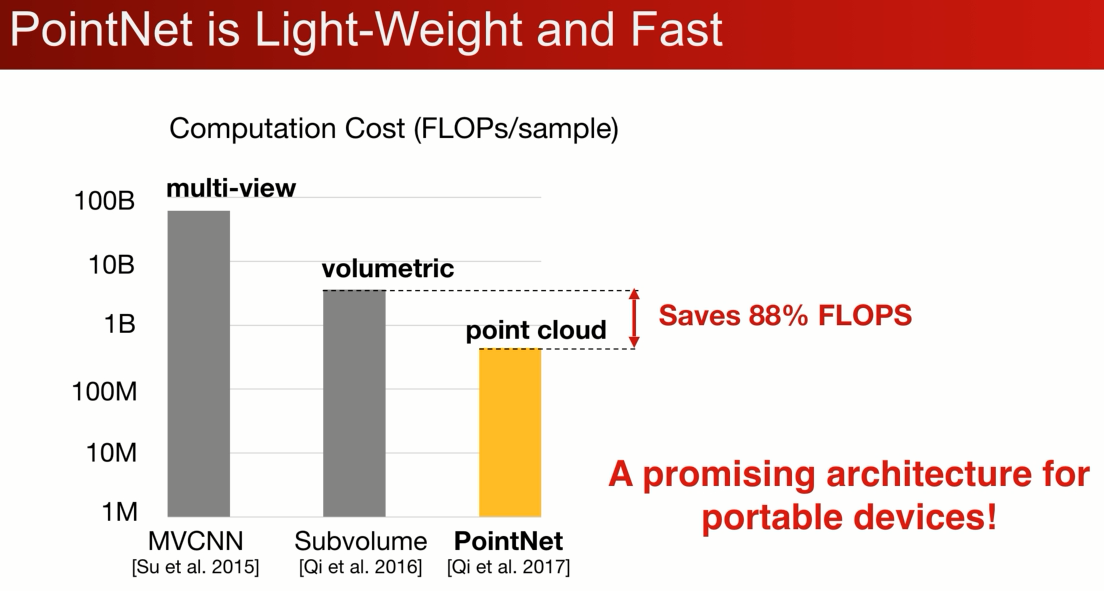 PointNet is Light-Weight and Fast
Computation Cost (FLOPs/sample)
multi-view
100B
10B
volumetric
1B
Saves 88% FLOPS
point cloud
100M
10M
1M
A promising architecture for
portable devices!
MVCNN
[Su et al. 2015]
Subvolume
[Qi et al. 2016]
PointNet
[Qi et al. 2017]